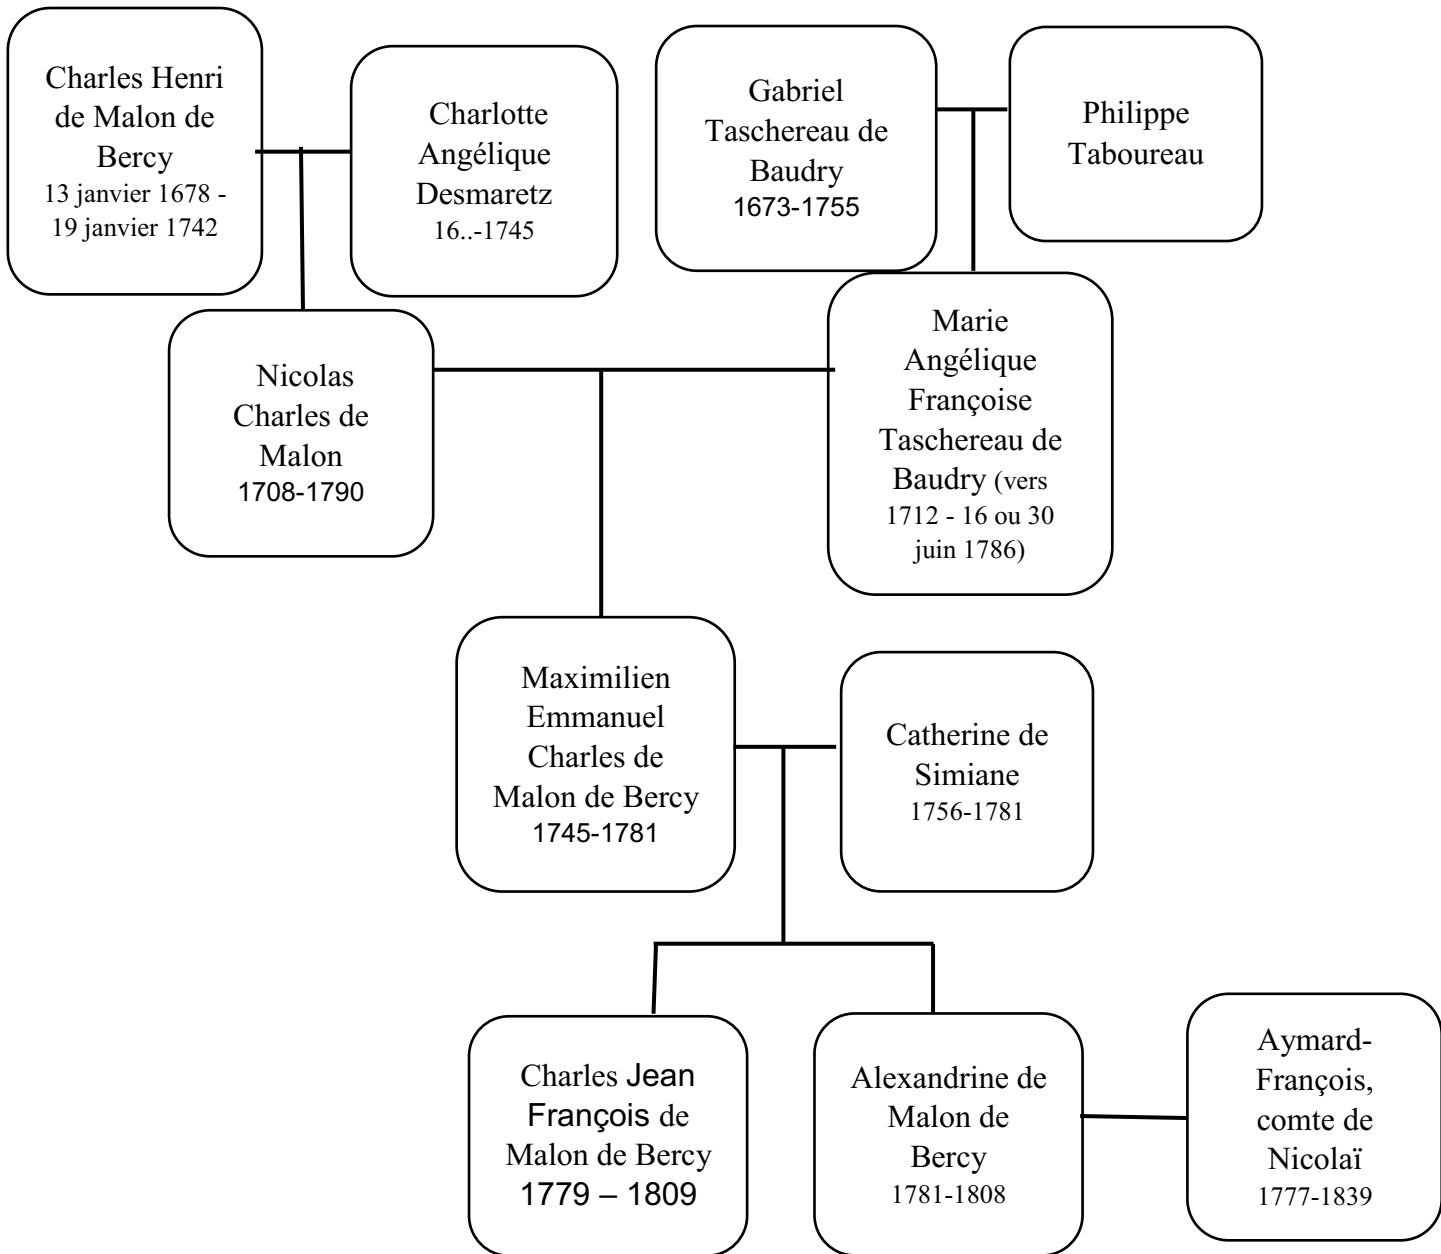 Charles Henri
de Malon de
Bercy
13 janvier 1678 -
19 janvier 1742
Charlotte
Angélique
Desmaretz
16..-1745
Gabriel
Taschereau de
Baudry
1673-1755
Philippe
Taboureau
Nicolas
Charles de
Malon
1708-1790
Marie
Angélique
Françoise
Taschereau de
Baudry (vers
1712 - 16 ou 30
juin 1786)
Maximilien
Emmanuel
Charles de
Malon de Bercy
1745-1781
Catherine de
Simiane
1756-1781
Charles Jean
François de
Malon de Bercy
1779 – 1809
Alexandrine de
Malon de
Bercy
1781-1808
Aymard-
François,
comte de
Nicolaï
1777-1839